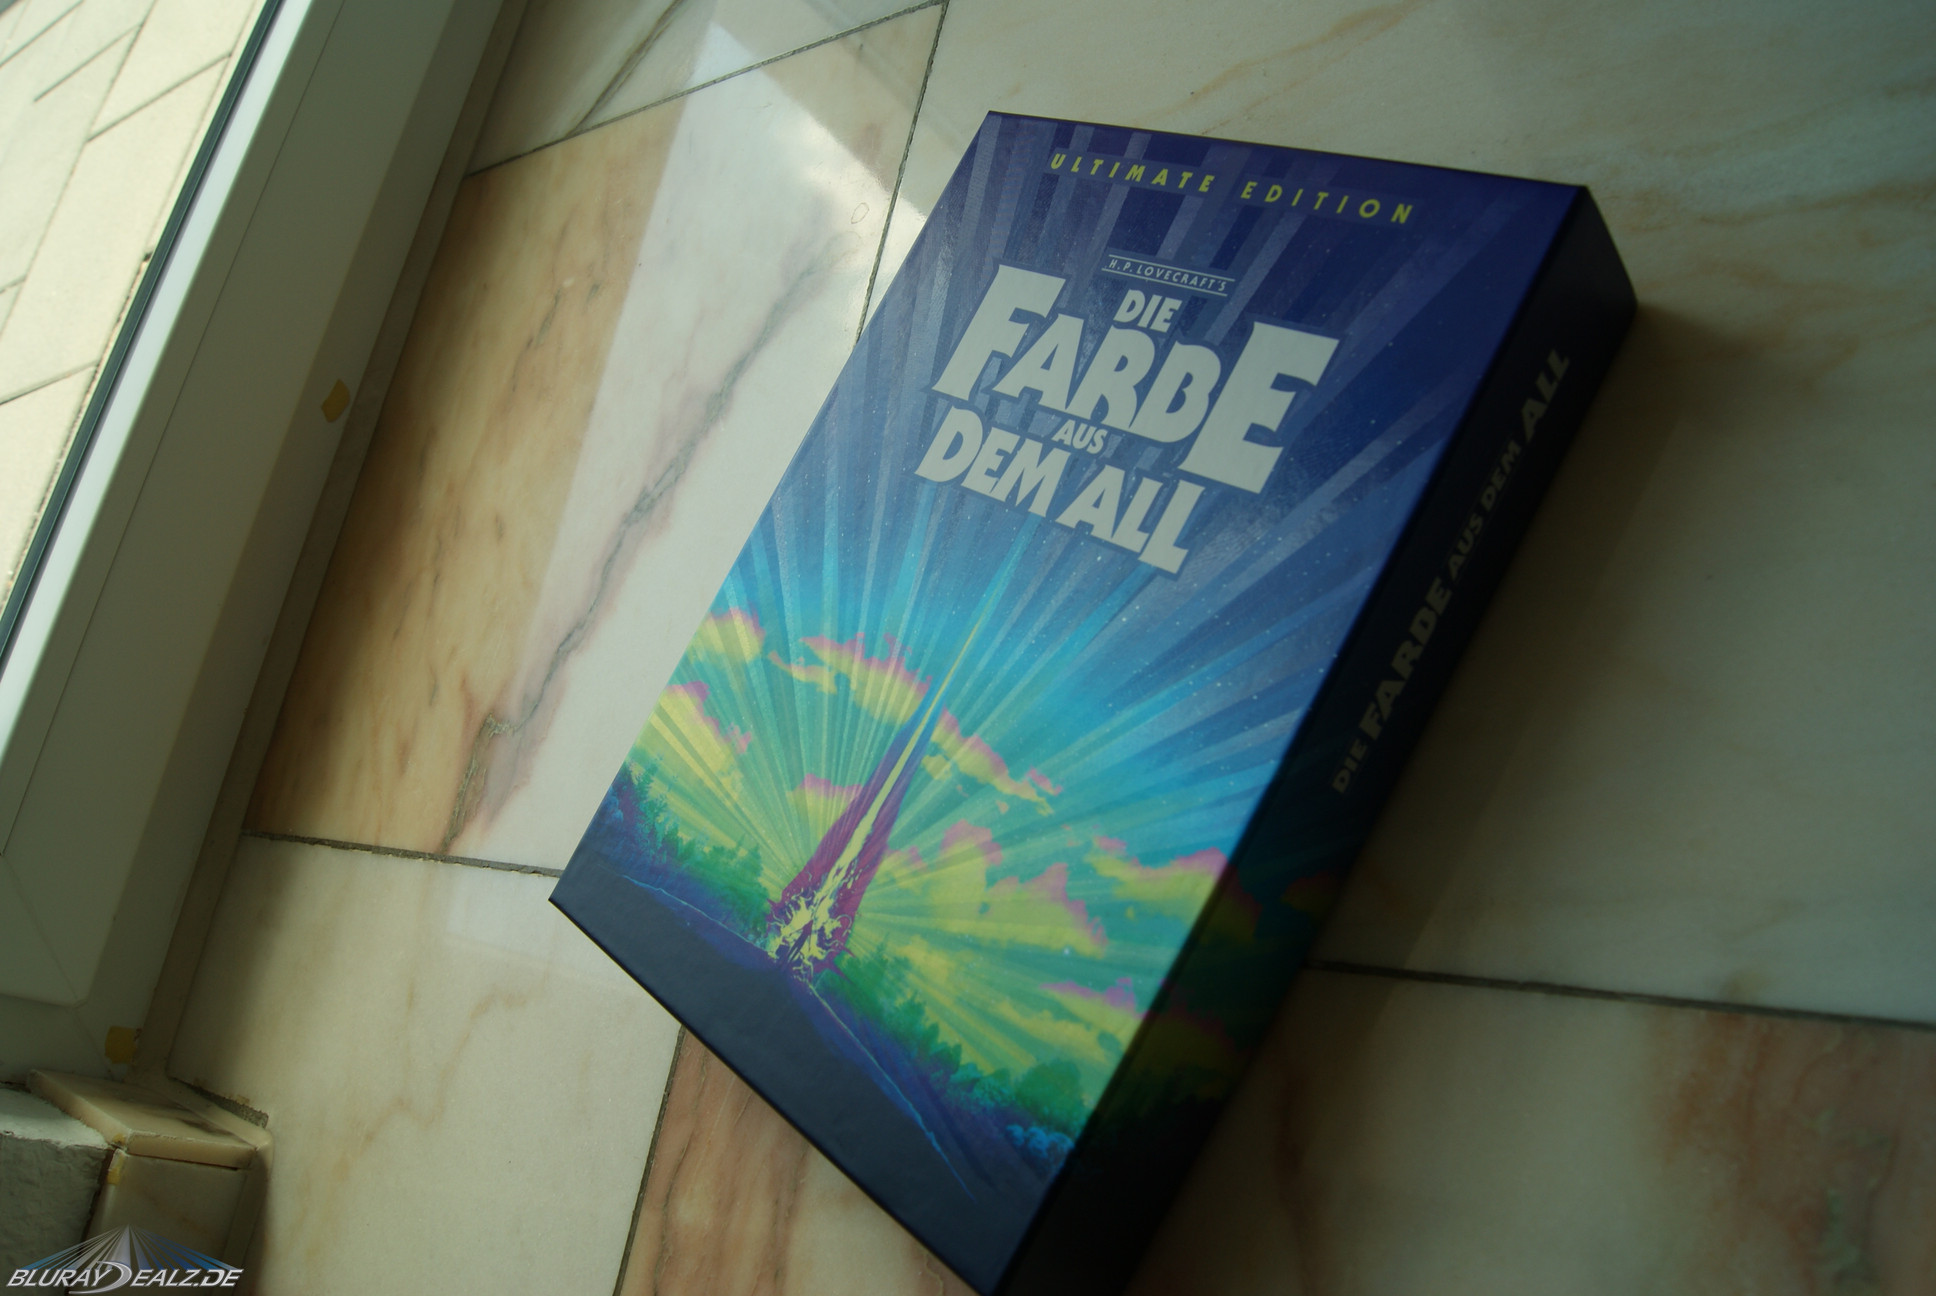 ULTIMATE EDITION
H.P. LOVECRAFT'S
DIE
FARBE
AUS
DEM ALL
DIE FARBE AUS DEM ALL
BLURAYDEALZ.DE